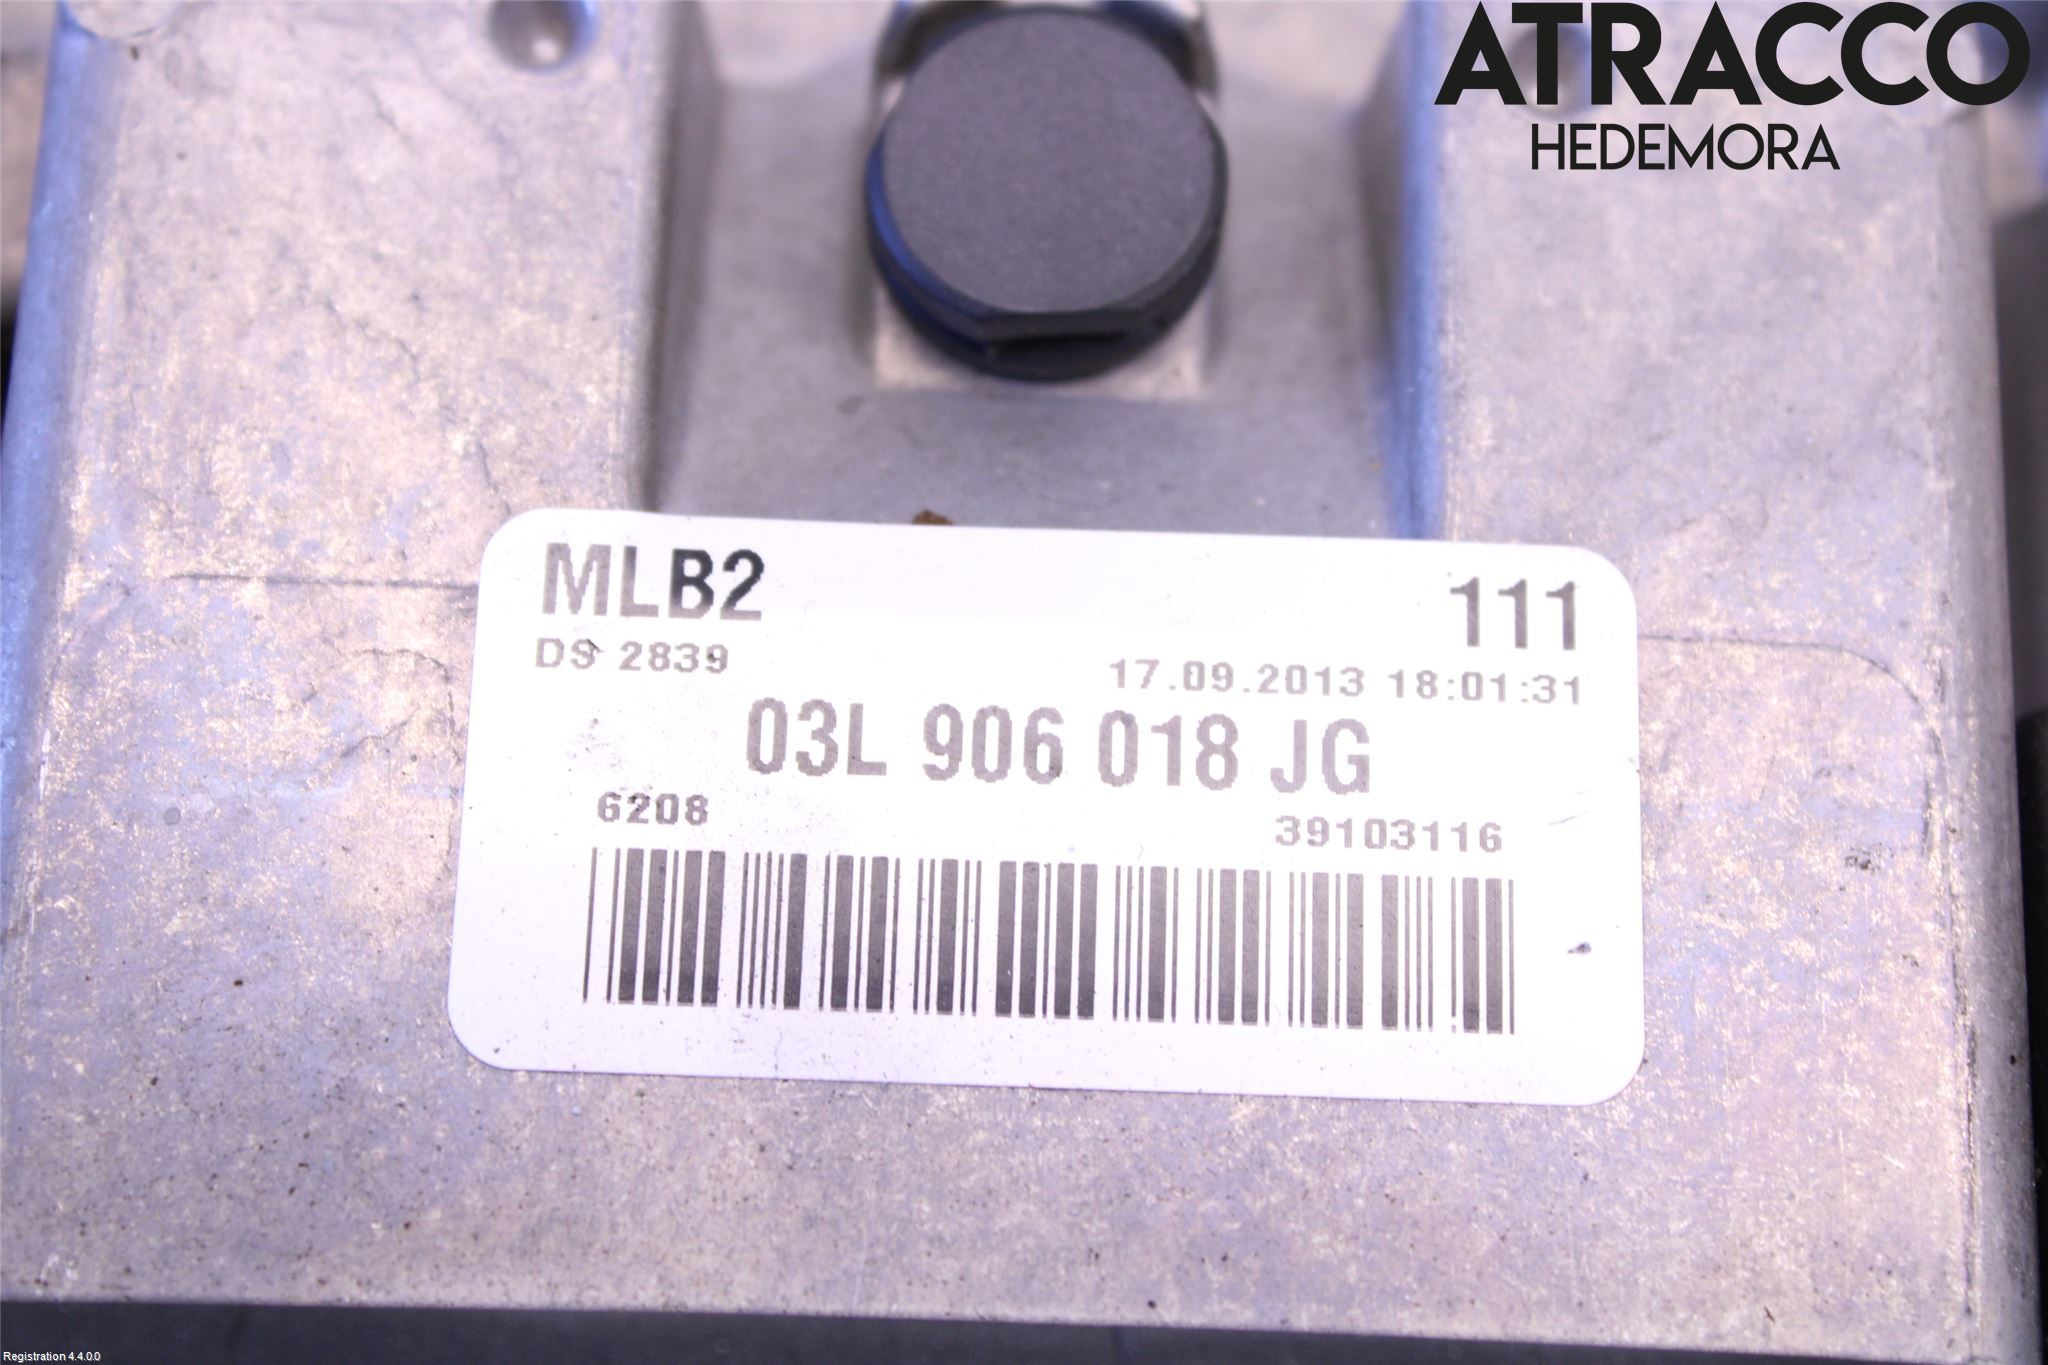 ATRACCO
HEDEMORA
MLB2 111
DS 2839
17.09.2013 18:01:31
03L 906 018 JG
6208
39103116
Registration 4.4.0.0